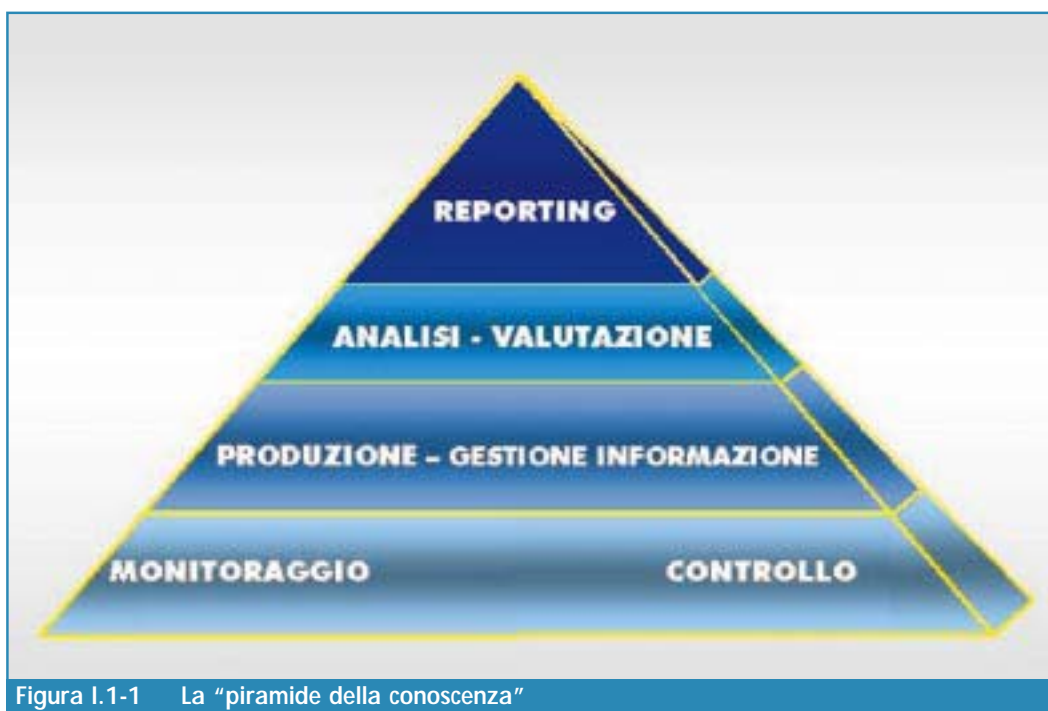 REPORTING
ANALISI - VALUTAZIONE
PRODUZIONE – GESTIONE INFORMAZIONE
MONITORAGGIO CONTROLLO
Figura I.1-1 La “piramide della conoscenza”